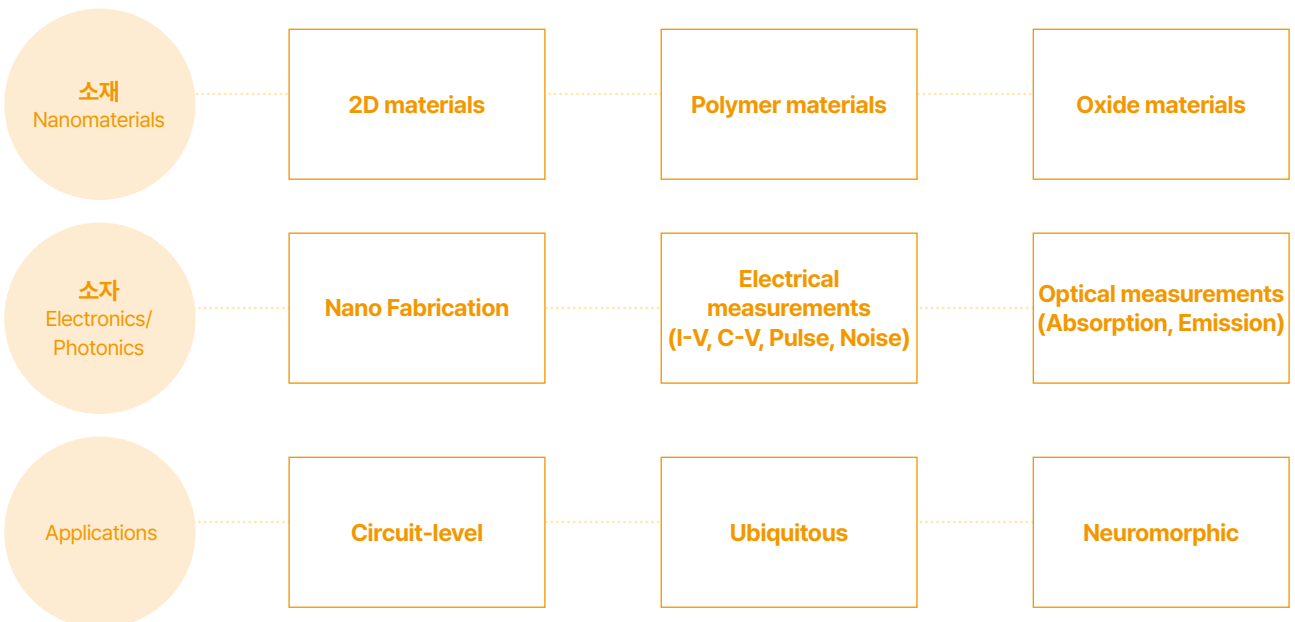 소재
Nanomaterials
2D materials
Polymer materials
Oxide materials
소자
Electronics/
Photonics
Nano Fabrication
Electrical
measurements
(I-V, C-V, Pulse, Noise)
Optical measurements
(Absorption, Emission)
Applications
Circuit-level
Ubiquitous
Neuromorphic